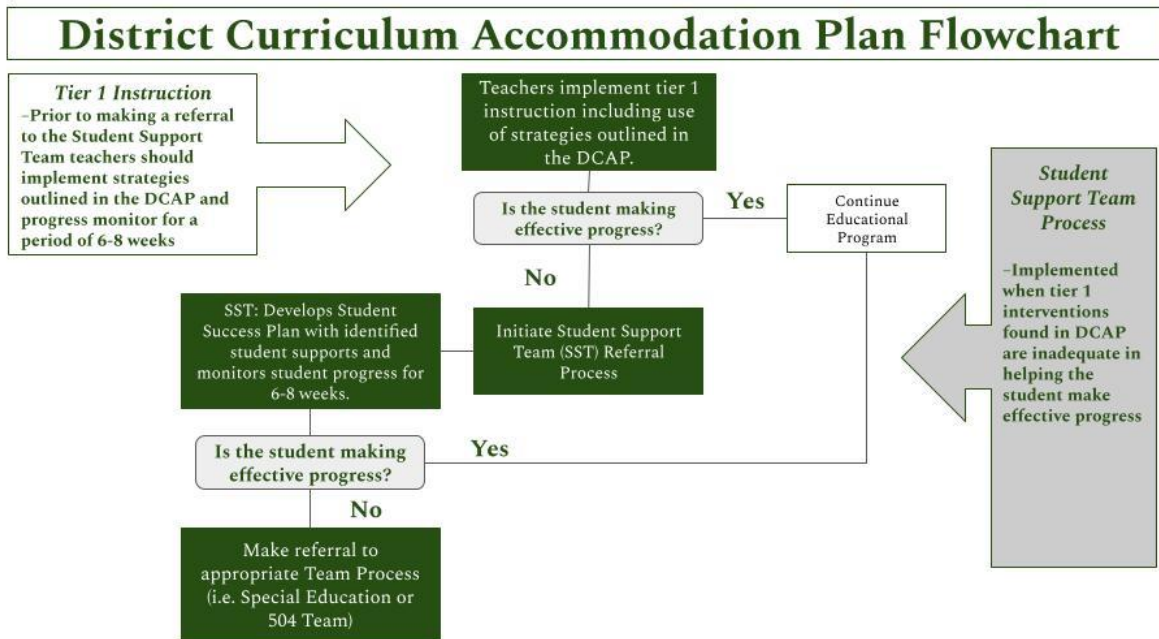 District Curriculum Accommodation Plan Flowchart
Tier 1 Instruction
-Prior to making a referral
to the Student Support
Team teachers should
implement strategies
outlined in the DCAP and
progress monitor for a
period of 6-8 weeks
Teachers implement tier 1
instruction including use
of strategies outlined in
the DCAP.
Is the student making
effective progress?
Yes
Continue
Educational
Program
No
Student
Support Team
Process
-Implemented
when tier 1
interventions
found in DCAP
are inadequate in
helping the
student make
effective progress
Initiate Student Support
Team (SST) Referral
Process
SST: Develops Student
Success Plan with identified
student supports and
monitors student progress for
6-8 weeks.
Is the student making
effective progress?
Yes
No
Make referral to
appropriate Team Process
(i.e. Special Education or
504 Team)